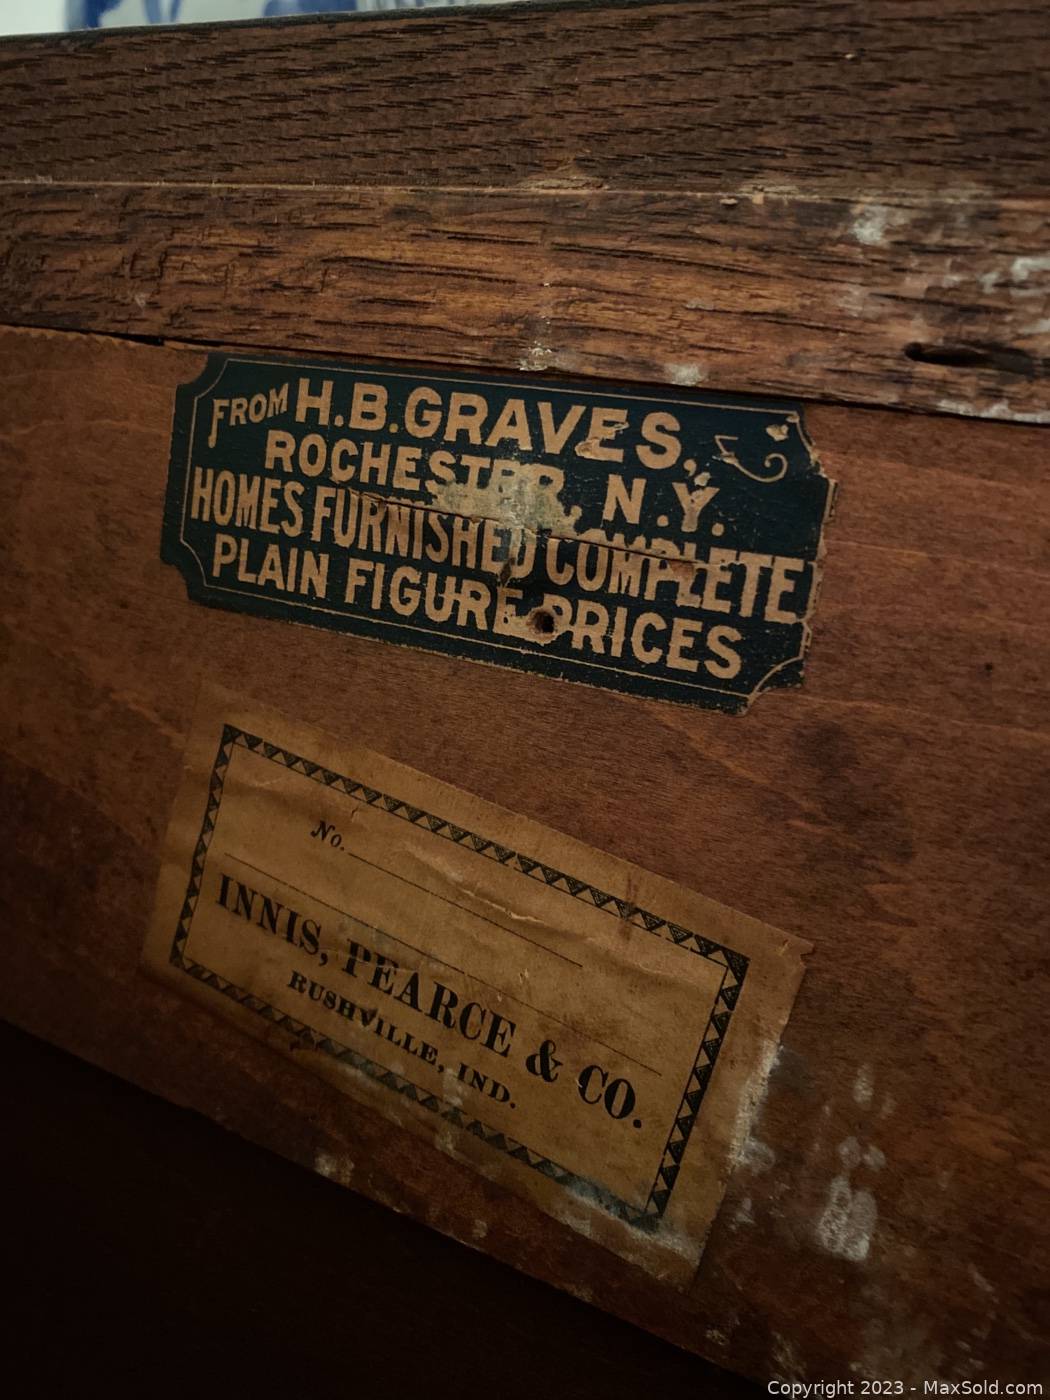 FROM H.B. GRAVES,
ROCHESTER, N.Y.
HOMES FURNISHED COMPLETE
PLAIN FIGURE PRICES
No.
INNIS, PEARCE & CO.
RUSHVILLE, IND.
Copyright 2023 - MaxSold.com